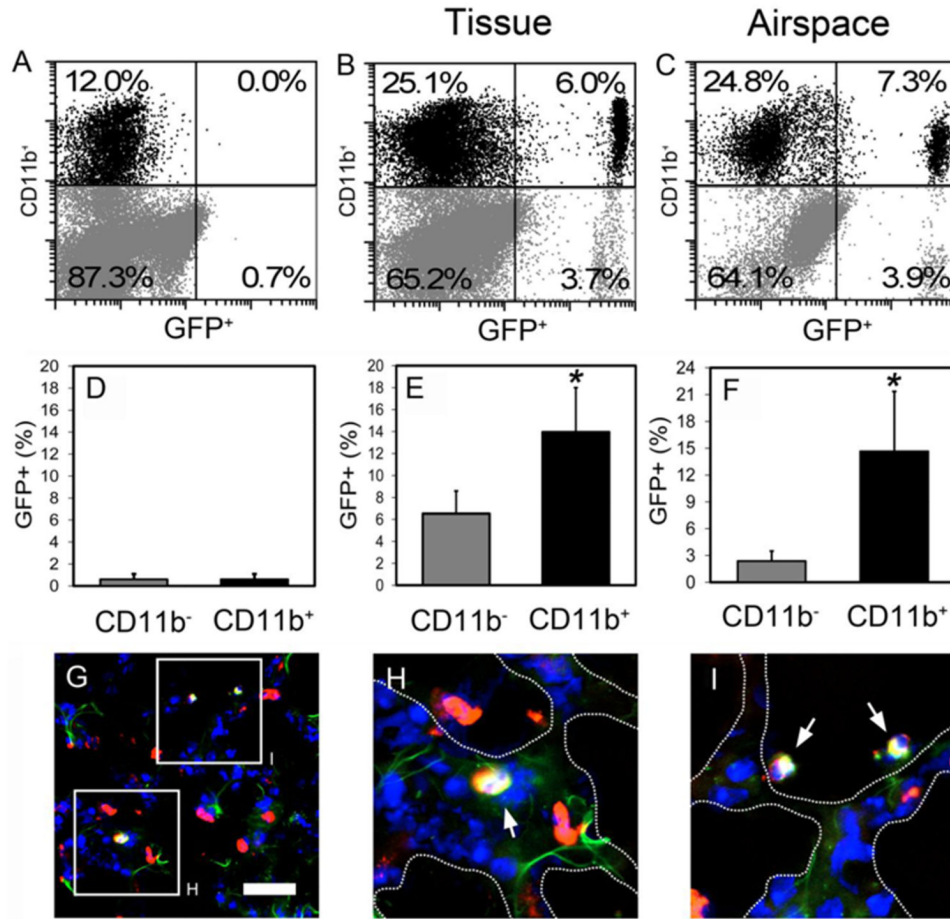 Tissue Airspace
A B C
12.0% 0.0% 25.1% 6.0% 24.8% 7.3%
CD11b⁺ CD11b⁺ CD11b⁺
87.3% 0.7% 65.2% 3.7% 64.1% 3.9%
GFP⁺ GFP⁺ GFP⁺
D E F
GFP+ (%) GFP+ (%) GFP+ (%)
20 20 24
18 18 21
16 16 18
14 14 15
12 12 12
10 10 9
8 8 6
6 6 3
4 4 0
2 2
0 0
* *
CD11b⁻ CD11b⁺ CD11b⁻ CD11b⁺ CD11b⁻ CD11b⁺
G H I
I
H